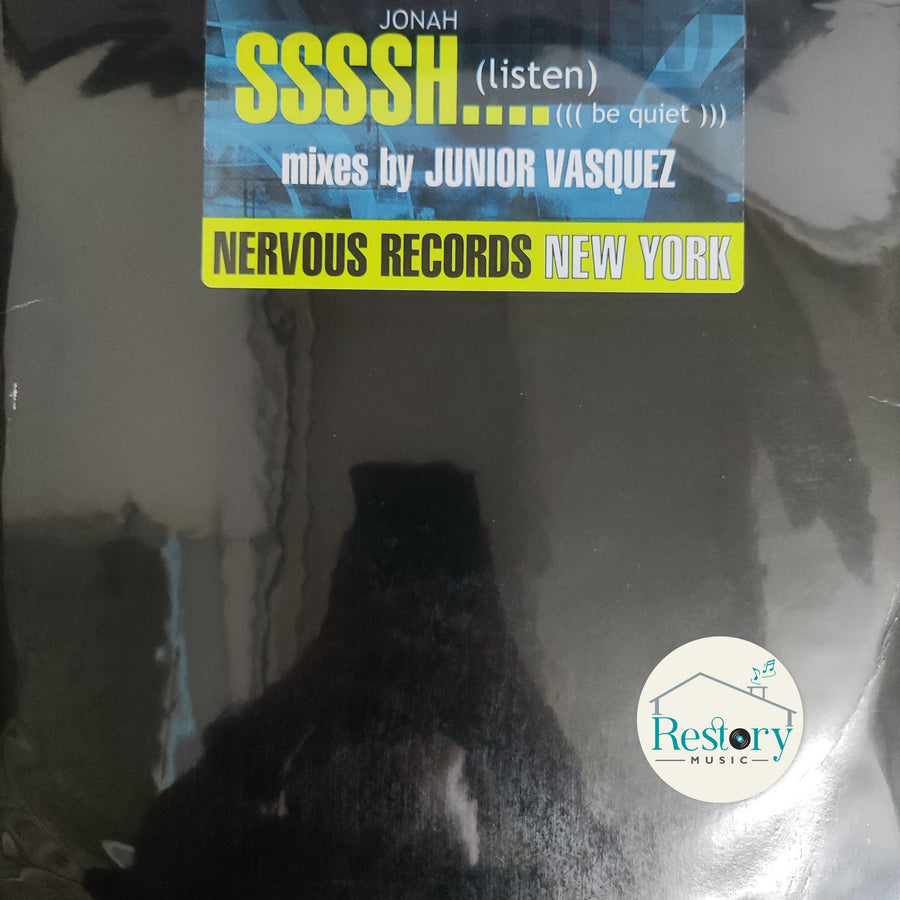 JONAH
SSSSH.... (listen)
((( be quiet )))
mixes by JUNIOR VASQUEZ
NERVOUS RECORDS NEW YORK
Restory
MUSIC